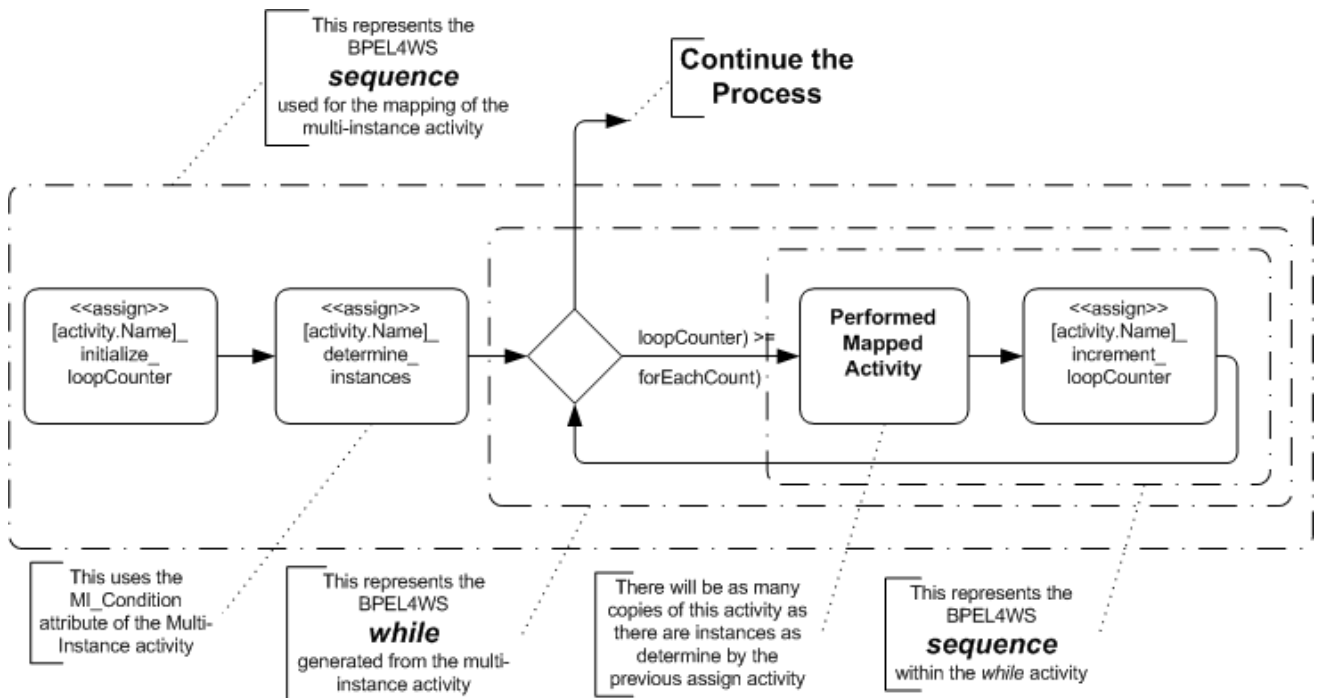 This represents the
BPEL4WS
sequence
used for the mapping of the
multi-instance activity
Continue the
Process
<<assign>>
[activity.Name]_
initialize_
loopCounter
<<assign>>
[activity.Name]_
determine_
instances
loopCounter) >=
forEachCount)
Performed
Mapped
Activity
<<assign>>
[activity.Name]_
increment_
loopCounter
This uses the
MI_Condition
attribute of the Multi-
Instance activity
This represents the
BPEL4WS
while
generated from the multi-
instance activity
There will be as many
copies of this activity as
there are instances as
determine by the
previous assign activity
This represents the
BPEL4WS
sequence
within the while activity